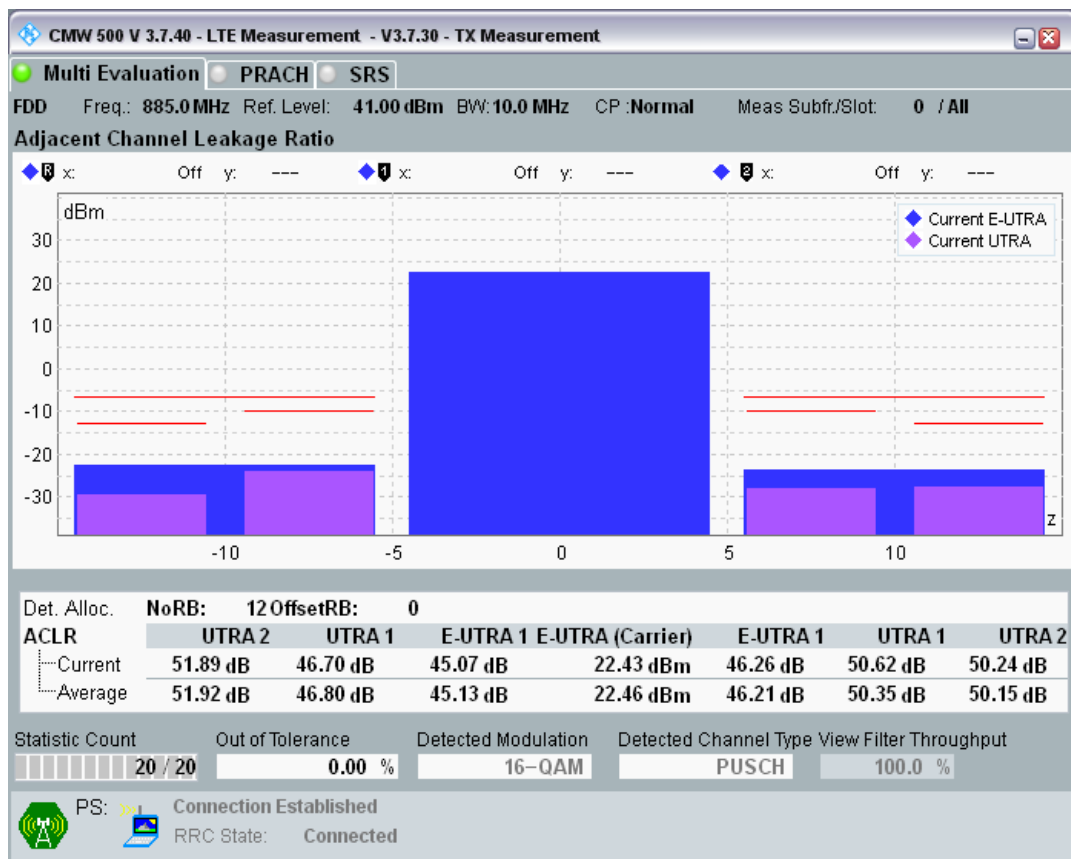 CMW 500 V 3.7.40 - LTE Measurement - V3.7.30 - TX Measurement
Multi Evaluation PRACH SRS
FDD Freq.: 885.0 MHz Ref. Level: 41.00 dBm BW: 10.0 MHz CP :Normal Meas Subfr./Slot: 0 / All
Adjacent Channel Leakage Ratio
R x: Off y: --- 1 x: Off y: --- 2 x: Off y: ---
dBm
Current E-UTRA
Current UTRA
30
20
10
0
-10
-20
-30
z
-10 -5 0 5 10
Det. Alloc. NoRB: 12 OffsetRB: 0
ACLR UTRA 2 UTRA 1 E-UTRA 1 E-UTRA (Carrier) E-UTRA 1 UTRA 1 UTRA 2
Current 51.89 dB 46.70 dB 45.07 dB 22.43 dBm 46.26 dB 50.62 dB 50.24 dB
Average 51.92 dB 46.80 dB 45.13 dB 22.46 dBm 46.21 dB 50.35 dB 50.15 dB
Statistic Count Out of Tolerance Detected Modulation Detected Channel Type View Filter Throughput
20 / 20 0.00 % 16-QAM PUSCH 100.0 %
PS: Connection Established
RRC State: Connected